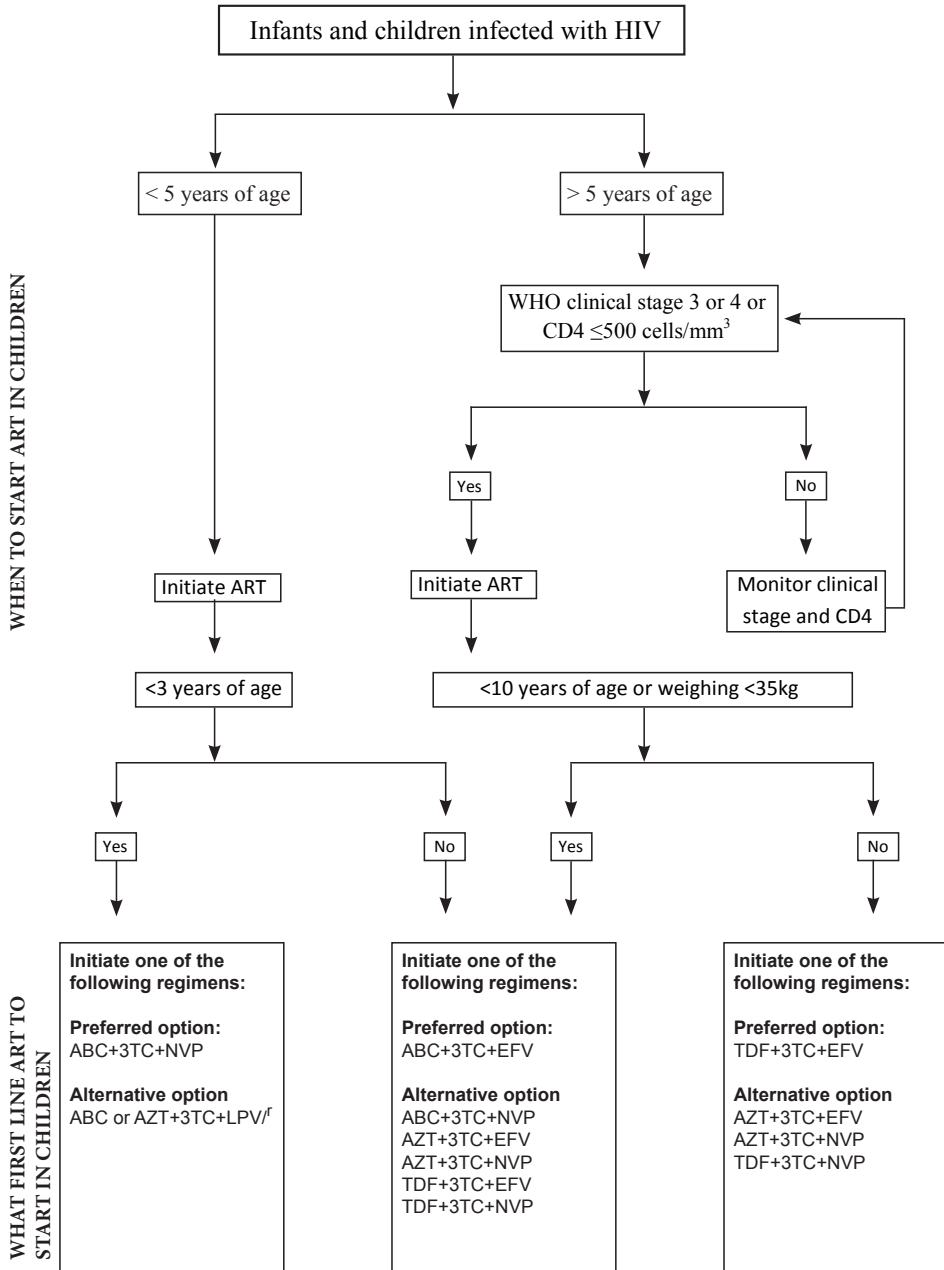 Infants and children infected with HIV
< 5 years of age
> 5 years of age
WHO clinical stage 3 or 4 or
CD4 ≤500 cells/mm³
Yes
No
Initiate ART
Initiate ART
Monitor clinical
stage and CD4
WHEN TO START ART IN CHILDREN
<3 years of age
<10 years of age or weighing <35kg
Yes
No
Yes
No
WHAT FIRST LINE ART TO
START IN CHILDREN
Initiate one of the
following regimens:
Preferred option:
ABC+3TC+NVP
Alternative option
ABC or AZT+3TC+LPV/ʳ
Initiate one of the
following regimens:
Preferred option:
ABC+3TC+EFV
Alternative option
ABC+3TC+NVP
AZT+3TC+EFV
AZT+3TC+NVP
TDF+3TC+EFV
TDF+3TC+NVP
Initiate one of the
following regimens:
Preferred option:
TDF+3TC+EFV
Alternative option
AZT+3TC+EFV
AZT+3TC+NVP
TDF+3TC+NVP